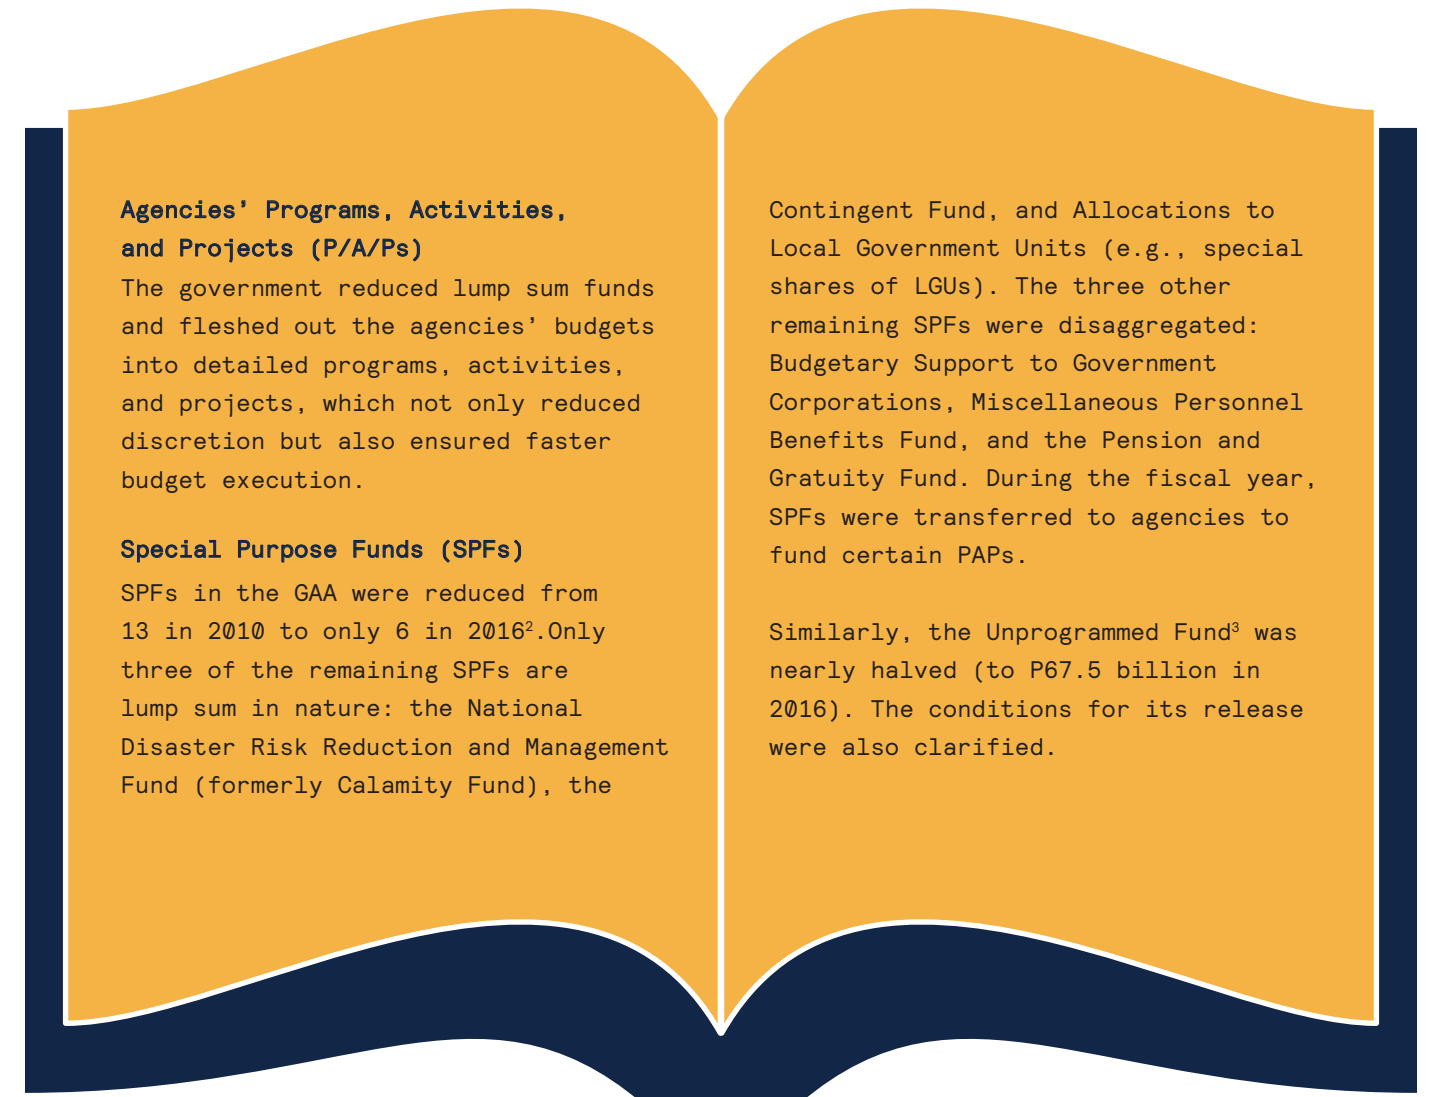 Agencies’ Programs, Activities,
and Projects (P/A/Ps)
The government reduced lump sum funds
and fleshed out the agencies’ budgets
into detailed programs, activities,
and projects, which not only reduced
discretion but also ensured faster
budget execution.
Special Purpose Funds (SPFs)
SPFs in the GAA were reduced from
13 in 2010 to only 6 in 2016².Only
three of the remaining SPFs are
lump sum in nature: the National
Disaster Risk Reduction and Management
Fund (formerly Calamity Fund), the
Contingent Fund, and Allocations to
Local Government Units (e.g., special
shares of LGUs). The three other
remaining SPFs were disaggregated:
Budgetary Support to Government
Corporations, Miscellaneous Personnel
Benefits Fund, and the Pension and
Gratuity Fund. During the fiscal year,
SPFs were transferred to agencies to
fund certain PAPs.
Similarly, the Unprogrammed Fund³ was
nearly halved (to P67.5 billion in
2016). The conditions for its release
were also clarified.